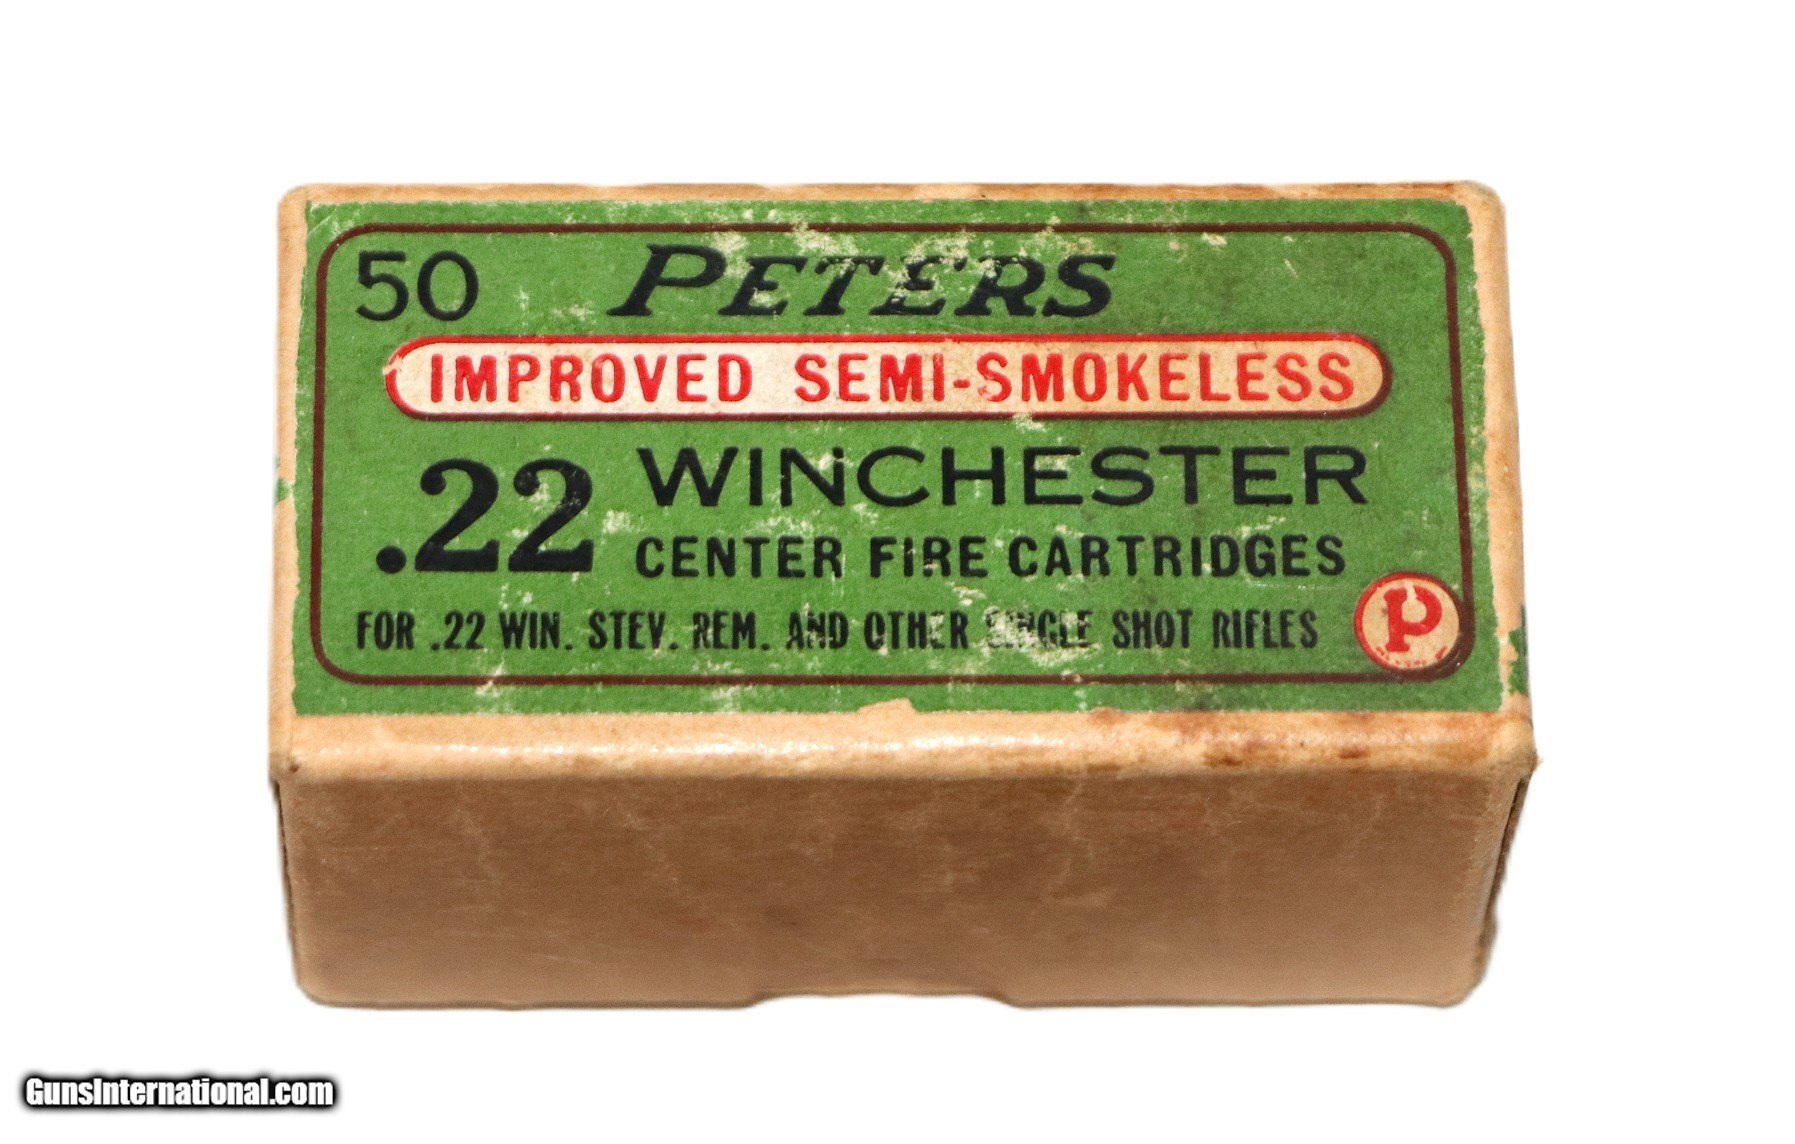 50 PETERS
IMPROVED SEMI-SMOKELESS
.22 WINCHESTER
CENTER FIRE CARTRIDGES
FOR .22 WIN. STEV. REM. AND OTHER SINGLE SHOT RIFLES
P
GunsInternational.com